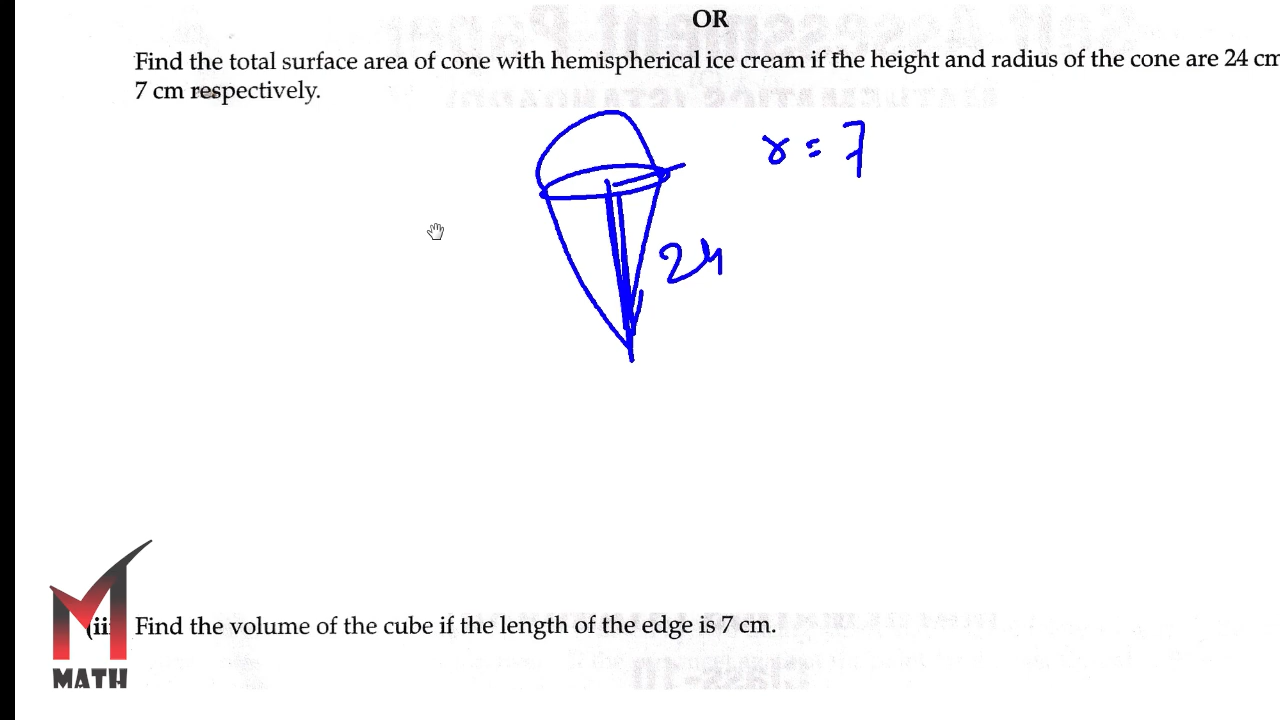 OR
Find the total surface area of cone with hemispherical ice cream if the height and radius of the cone are 24 cm
7 cm respectively.
r = 7
24
(ii Find the volume of the cube if the length of the edge is 7 cm.
MATH